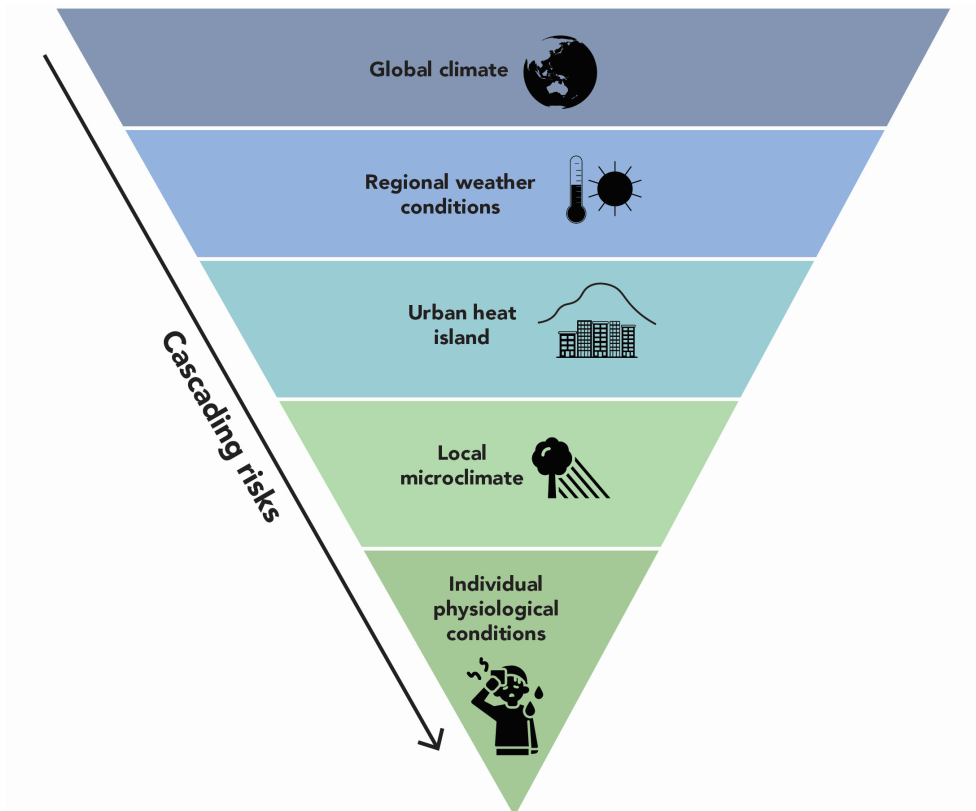 Global climate
Regional weather
conditions
Urban heat
island
Cascading risks
Local
microclimate
Individual
physiological
conditions